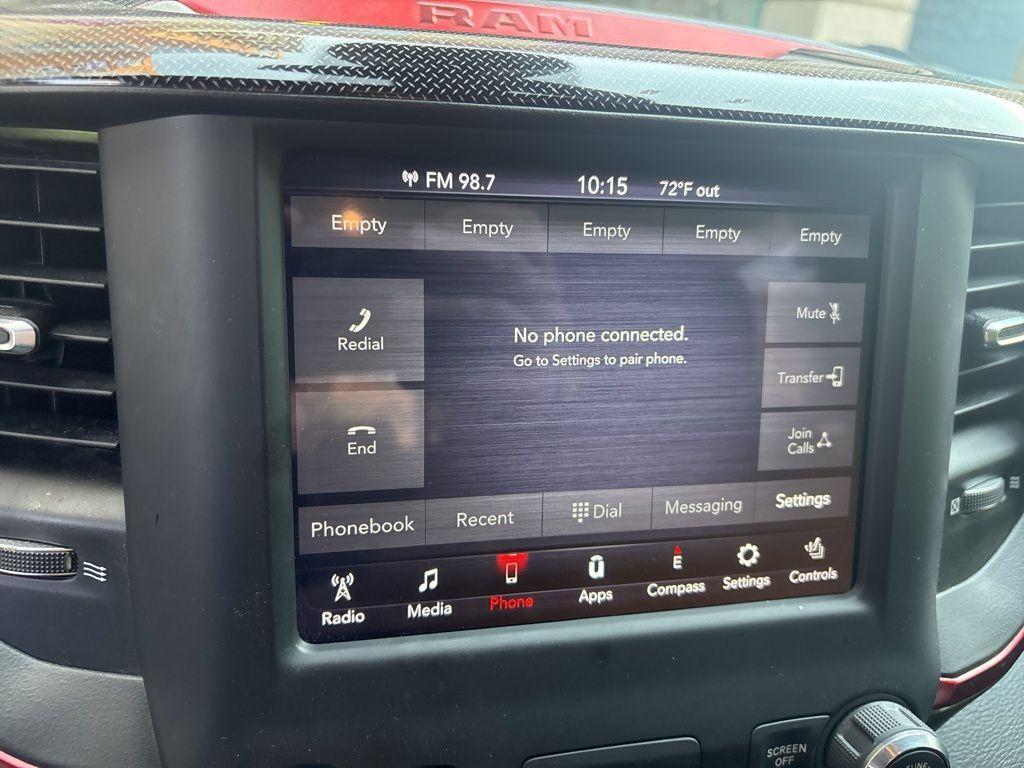 RAM
FM 98.7 10:15 72°F out
Empty Empty Empty Empty Empty
Redial
No phone connected.
Go to Settings to pair phone.
Mute
Transfer
End
Join
Calls
Phonebook Recent Dial Messaging Settings
E
Radio Media Phone Apps Compass Settings Controls
SCREEN
OFF
TUNE